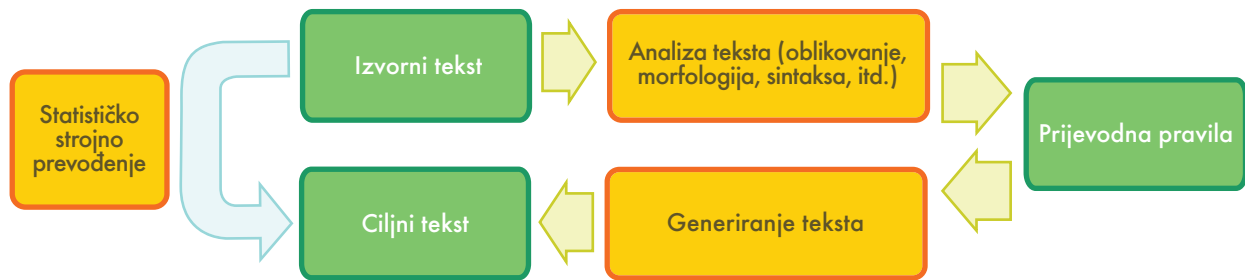 Statističko
strojno
prevođenje
Izvorni tekst
Analiza teksta (oblikovanje,
morfologija, sintaksa, itd.)
Prijevodna pravila
Ciljni tekst
Generiranje teksta